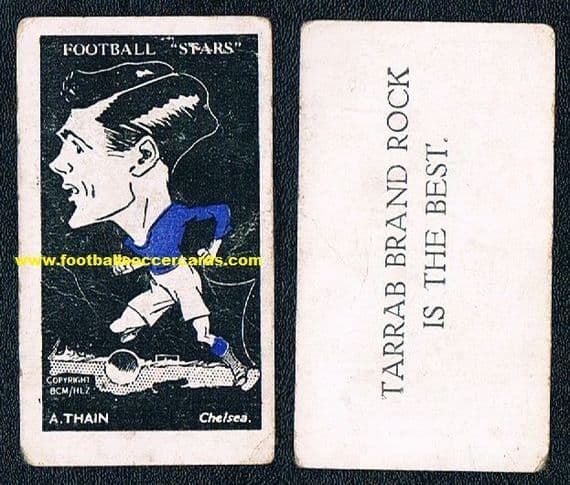 FOOTBALL "STARS"
www.footballsoccercards.com
COPYRIGHT
BCM/HLZ
A. THAIN Chelsea.
TARRAB BRAND ROCK
IS THE BEST.